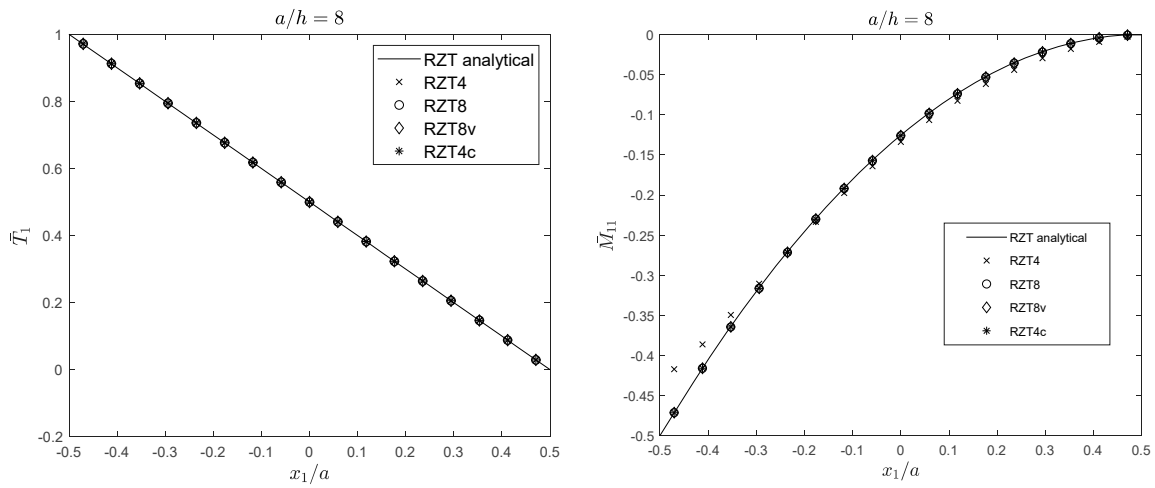 a/h = 8
1
0.8
0.6
0.4
0.2
0
-0.2
T̄₁
RZT analytical
RZT4
RZT8
RZT8v
RZT4c
-0.5 -0.4 -0.3 -0.2 -0.1 0 0.1 0.2 0.3 0.4 0.5
x₁/a
a/h = 8
0
-0.05
-0.1
-0.15
-0.2
-0.25
-0.3
-0.35
-0.4
-0.45
-0.5
M̄₁₁
RZT analytical
RZT4
RZT8
RZT8v
RZT4c
-0.5 -0.4 -0.3 -0.2 -0.1 0 0.1 0.2 0.3 0.4 0.5
x₁/a